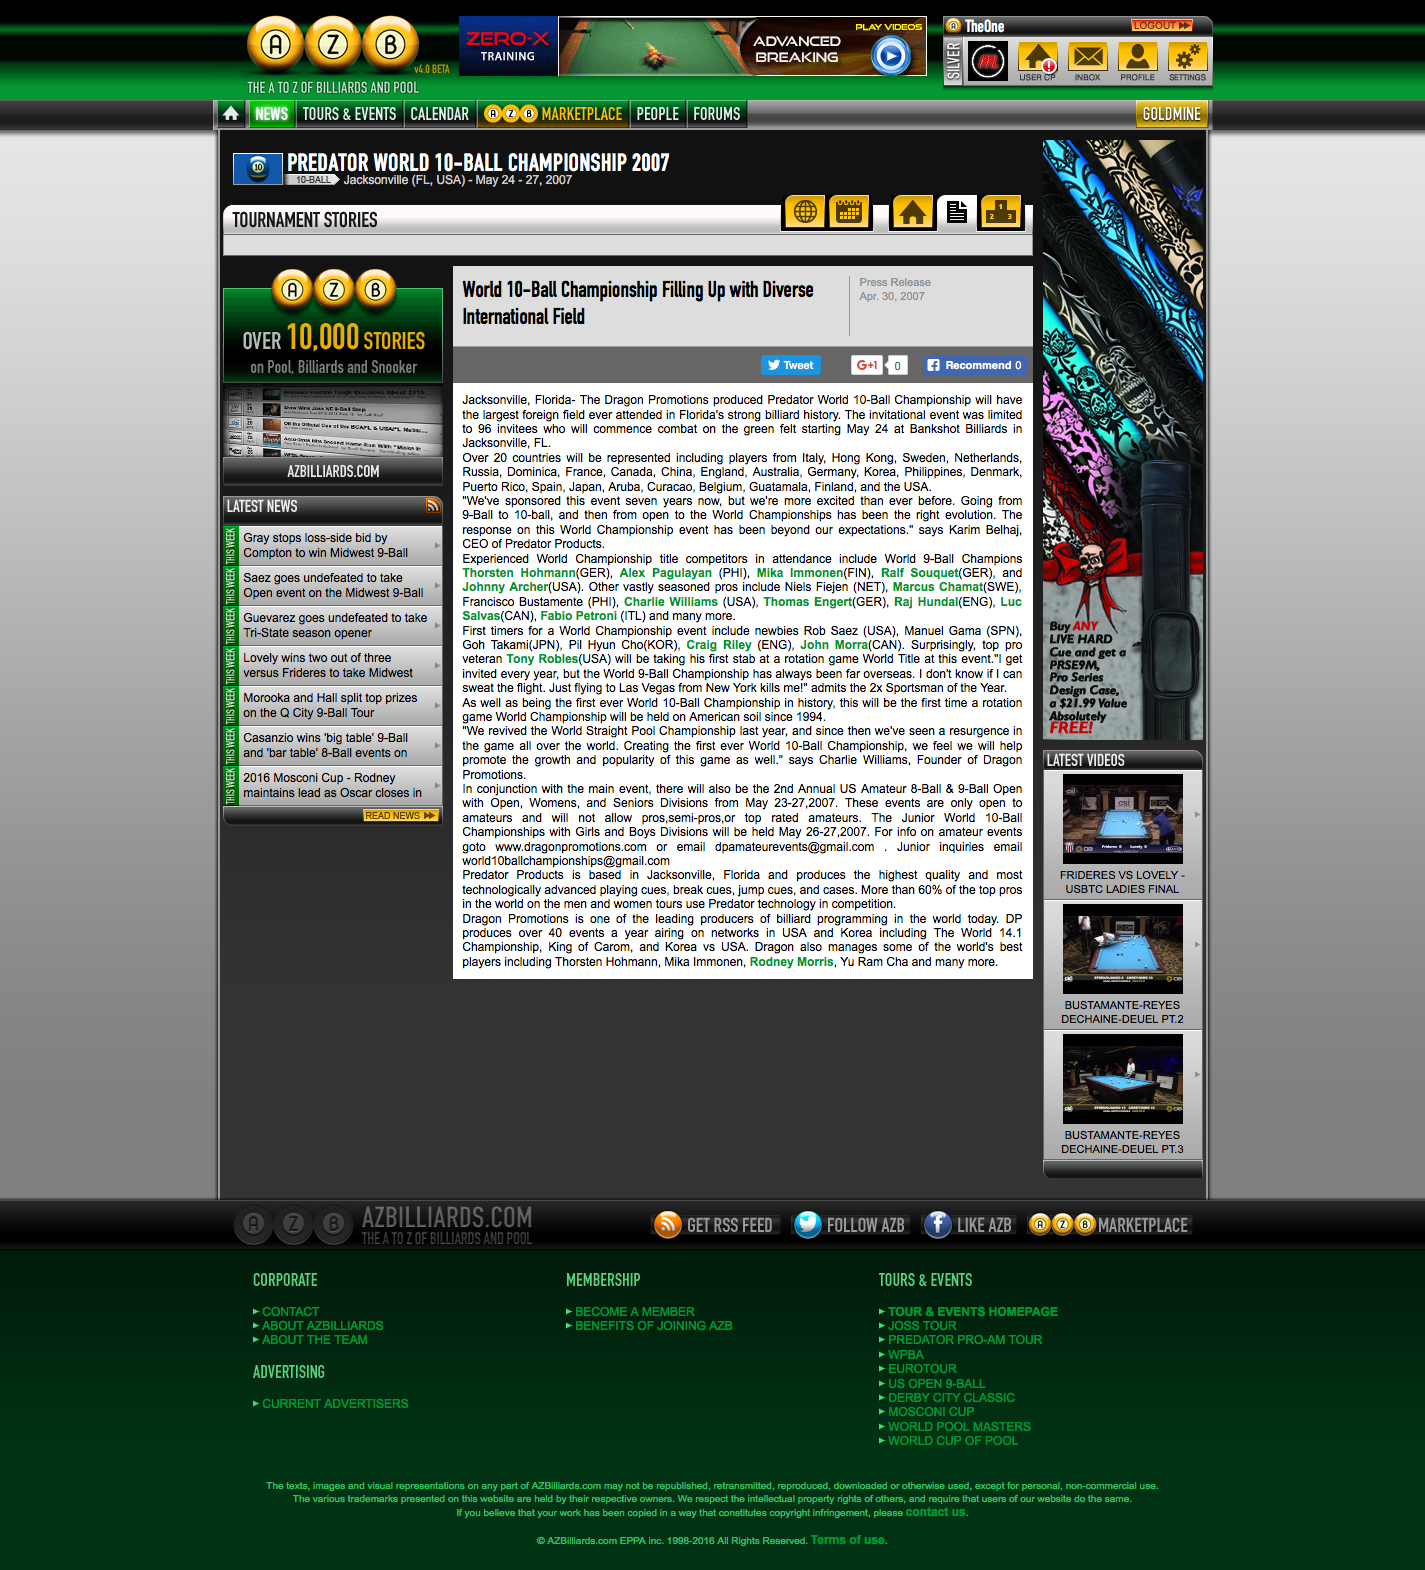 A Z B
v4.0 BETA
THE A TO Z OF BILLIARDS AND POOL
ZERO-X
TRAINING
ADVANCED
BREAKING
PLAY VIDEOS
TheOne
LOGOUT
SILVER
USER CP
INBOX
PROFILE
SETTINGS
NEWS
TOURS & EVENTS
CALENDAR
AZB MARKETPLACE
PEOPLE
FORUMS
GOLDMINE
10
PREDATOR WORLD 10-BALL CHAMPIONSHIP 2007
10-BALL
Jacksonville (FL, USA) - May 24 - 27, 2007
TOURNAMENT STORIES
A Z B
OVER 10,000 STORIES
on Pool, Billiards and Snooker
AZBILLIARDS.COM
LATEST NEWS
THIS WEEK
Gray stops loss-side bid by
Compton to win Midwest 9-Ball
THIS WEEK
Saez goes undefeated to take
Open event on the Midwest 9-Ball
THIS WEEK
Guevarez goes undefeated to take
Tri-State season opener
THIS WEEK
Lovely wins two out of three
versus Frideres to take Midwest
THIS WEEK
Morooka and Hall split top prizes
on the Q City 9-Ball Tour
THIS WEEK
Casanzio wins 'big table' 9-Ball
and 'bar table' 8-Ball events on
THIS WEEK
2016 Mosconi Cup - Rodney
maintains lead as Oscar closes in
READ NEWS
World 10-Ball Championship Filling Up with Diverse
International Field
Press Release
Apr. 30, 2007
Tweet
G+1 0
Recommend 0
Jacksonville, Florida- The Dragon Promotions produced Predator World 10-Ball Championship will have
the largest foreign field ever attended in Florida's strong billiard history. The invitational event was limited
to 96 invitees who will commence combat on the green felt starting May 24 at Bankshot Billiards in
Jacksonville, FL.
Over 20 countries will be represented including players from Italy, Hong Kong, Sweden, Netherlands,
Russia, Dominica, France, Canada, China, England, Australia, Germany, Korea, Philippines, Denmark,
Puerto Rico, Spain, Japan, Aruba, Curacao, Belgium, Guatamala, Finland, and the USA.
"We've sponsored this event seven years now, but we're more excited than ever before. Going from
9-Ball to 10-ball, and then from open to the World Championships has been the right evolution. The
response on this World Championship event has been beyond our expectations." says Karim Belhaj,
CEO of Predator Products.
Experienced World Championship title competitors in attendance include World 9-Ball Champions
Thorsten Hohmann(GER), Alex Pagulayan (PHI), Mika Immonen(FIN), Ralf Souquet(GER), and
Johnny Archer(USA). Other vastly seasoned pros include Niels Fiejen (NET), Marcus Chamat(SWE),
Francisco Bustamente (PHI), Charlie Williams (USA), Thomas Engert(GER), Raj Hundal(ENG), Luc
Salvas(CAN), Fabio Petroni (ITL) and many more.
First timers for a World Championship event include newbies Rob Saez (USA), Manuel Gama (SPN),
Goh Takami(JPN), Pil Hyun Cho(KOR), Craig Riley (ENG), John Morra(CAN). Surprisingly, top pro
veteran Tony Robles(USA) will be taking his first stab at a rotation game World Title at this event."I get
invited every year, but the World 9-Ball Championship has always been far overseas. I don't know if I can
sweat the flight. Just flying to Las Vegas from New York kills me!" admits the 2x Sportsman of the Year.
As well as being the first ever World 10-Ball Championship in history, this will be the first time a rotation
game World Championship will be held on American soil since 1994.
"We revived the World Straight Pool Championship last year, and since then we've seen a resurgence in
the game all over the world. Creating the first ever World 10-Ball Championship, we feel we will help
promote the growth and popularity of this game as well." says Charlie Williams, Founder of Dragon
Promotions.
In conjunction with the main event, there will also be the 2nd Annual US Amateur 8-Ball & 9-Ball Open
with Open, Womens, and Seniors Divisions from May 23-27,2007. These events are only open to
amateurs and will not allow pros,semi-pros,or top rated amateurs. The Junior World 10-Ball
Championships with Girls and Boys Divisions will be held May 26-27,2007. For info on amateur events
goto www.dragonpromotions.com or email dpamateurevents@gmail.com . Junior inquiries email
world10ballchampionships@gmail.com
Predator Products is based in Jacksonville, Florida and produces the highest quality and most
technologically advanced playing cues, break cues, jump cues, and cases. More than 60% of the top pros
in the world on the men and women tours use Predator technology in competition.
Dragon Promotions is one of the leading producers of billiard programming in the world today. DP
produces over 40 events a year airing on networks in USA and Korea including The World 14.1
Championship, King of Carom, and Korea vs USA. Dragon also manages some of the world's best
players including Thorsten Hohmann, Mika Immonen, Rodney Morris, Yu Ram Cha and many more.
Buy ANY
LIVE HARD
Cue and get a
PRSE9M,
Pro Series
Design Case,
a $21.99 Value
Absolutely
FREE!
LATEST VIDEOS
FRIDERES VS LOVELY -
USBTC LADIES FINAL
BUSTAMANTE-REYES
DECHAINE-DEUEL PT.2
BUSTAMANTE-REYES
DECHAINE-DEUEL PT.3
A Z B
AZBILLIARDS.COM
THE A TO Z OF BILLIARDS AND POOL
GET RSS FEED
FOLLOW AZB
LIKE AZB
AZB MARKETPLACE
CORPORATE
CONTACT
ABOUT AZBILLIARDS
ABOUT THE TEAM
ADVERTISING
CURRENT ADVERTISERS
MEMBERSHIP
BECOME A MEMBER
BENEFITS OF JOINING AZB
TOURS & EVENTS
TOUR & EVENTS HOMEPAGE
JOSS TOUR
PREDATOR PRO-AM TOUR
WPBA
EUROTOUR
US OPEN 9-BALL
DERBY CITY CLASSIC
MOSCONI CUP
WORLD POOL MASTERS
WORLD CUP OF POOL
The texts, images and visual representations on any part of AZBilliards.com may not be republished, retransmitted, reproduced, downloaded or otherwise used, except for personal, non-commercial use.
The various trademarks presented on this website are held by their respective owners. We respect the intellectual property rights of others, and require that users of our website do the same.
If you believe that your work has been copied in a way that constitutes copyright infringement, please contact us.
© AZBilliards.com EPPA inc. 1998-2016 All Rights Reserved. Terms of use.